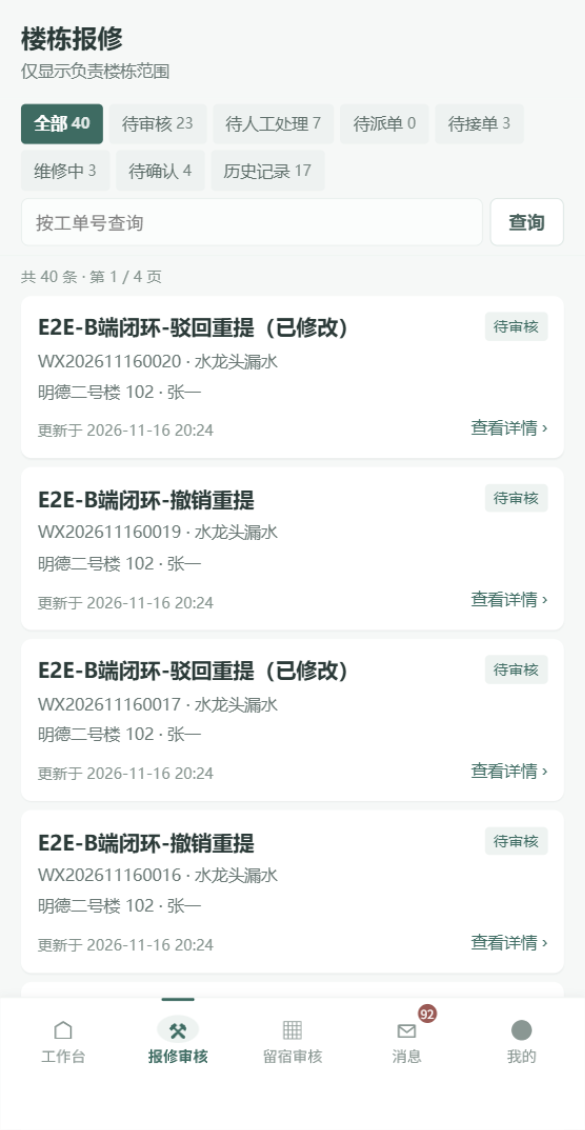 楼栋报修
仅显示负责楼栋范围
全部 40 待审核 23 待人工处理 7 待派单 0 待接单 3
维修中 3 待确认 4 历史记录 17
按工单号查询 查询
共 40 条 · 第 1 / 4 页
E2E-B端闭环-驳回重提（已修改） 待审核
WX202611160020 · 水龙头漏水
明德二号楼 102 · 张一
更新于 2026-11-16 20:24 查看详情 ›
E2E-B端闭环-撤销重提 待审核
WX202611160019 · 水龙头漏水
明德二号楼 102 · 张一
更新于 2026-11-16 20:24 查看详情 ›
E2E-B端闭环-驳回重提（已修改） 待审核
WX202611160017 · 水龙头漏水
明德二号楼 102 · 张一
更新于 2026-11-16 20:24 查看详情 ›
E2E-B端闭环-撤销重提 待审核
WX202611160016 · 水龙头漏水
明德二号楼 102 · 张一
更新于 2026-11-16 20:24 查看详情 ›
92
工作台 报修审核 留宿审核 消息 我的